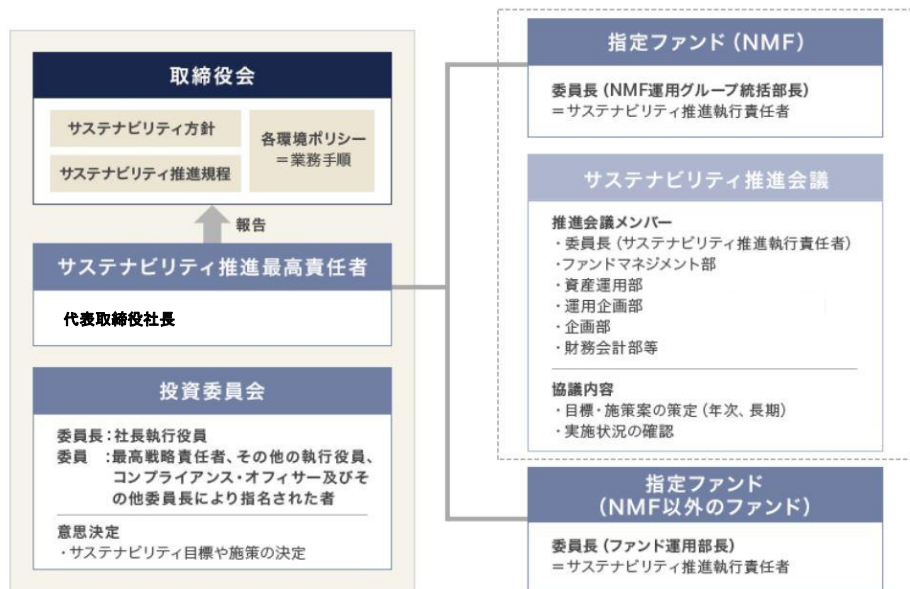 取締役会
サステナビリティ方針
サステナビリティ推進規程
各環境ポリシー
＝業務手順
報告
サステナビリティ推進最高責任者
代表取締役社長
投資委員会
委員長：社長執行役員
委員　：最高戦略責任者、その他の執行役員、
コンプライアンス・オフィサー及びそ
の他委員長により指名された者
意思決定
・サステナビリティ目標や施策の決定
指定ファンド（NMF）
委員長（NMF運用グループ統括部長）
＝サステナビリティ推進執行責任者
サステナビリティ推進会議
推進会議メンバー
・委員長（サステナビリティ推進執行責任者）
・ファンドマネジメント部
・資産運用部
・運用企画部
・企画部
・財務会計部等
協議内容
・目標・施策案の策定（年次、長期）
・実施状況の確認
指定ファンド
（NMF以外のファンド）
委員長（ファンド運用部長）
＝サステナビリティ推進執行責任者